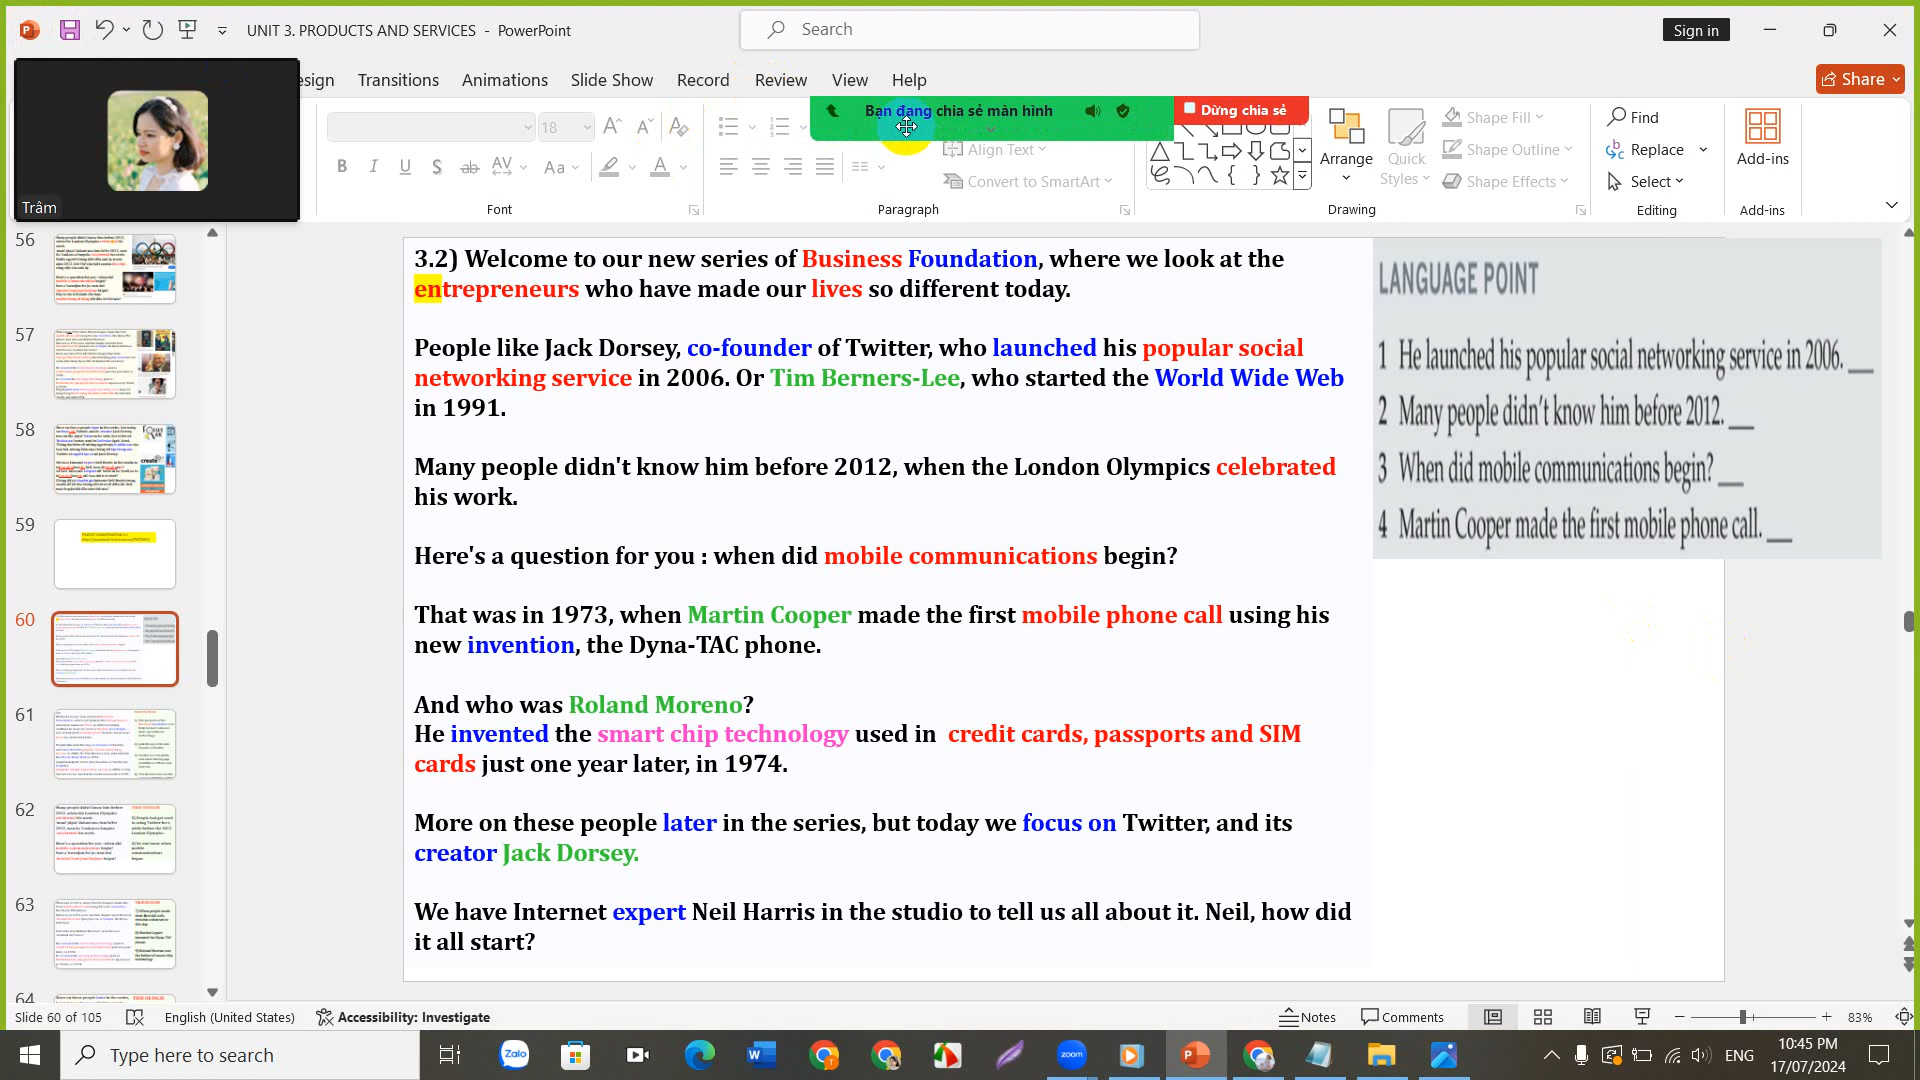 UNIT 3. PRODUCTS AND SERVICES - PowerPoint
Search
Sign in
esign
Transitions
Animations
Slide Show
Record
Review
View
Help
Share
Trâm
Bạn đang chia sẻ màn hình
Dừng chia sẻ
18
Align Text
Convert to SmartArt
Arrange
Quick
Styles
Shape Fill
Shape Outline
Shape Effects
Find
Replace
Select
Add-ins
Font
Paragraph
Drawing
Editing
Add-ins
56
57
58
59
60
61
62
63
64
3.2) Welcome to our new series of Business Foundation, where we look at the
entrepreneurs who have made our lives so different today.
People like Jack Dorsey, co-founder of Twitter, who launched his popular social
networking service in 2006. Or Tim Berners-Lee, who started the World Wide Web
in 1991.
Many people didn't know him before 2012, when the London Olympics celebrated
his work.
Here's a question for you : when did mobile communications begin?
That was in 1973, when Martin Cooper made the first mobile phone call using his
new invention, the Dyna-TAC phone.
And who was Roland Moreno?
He invented the smart chip technology used in credit cards, passports and SIM
cards just one year later, in 1974.
More on these people later in the series, but today we focus on Twitter, and its
creator Jack Dorsey.
We have Internet expert Neil Harris in the studio to tell us all about it. Neil, how did
it all start?
LANGUAGE POINT
1 He launched his popular social networking service in 2006. __
2 Many people didn't know him before 2012. __
3 When did mobile communications begin? __
4 Martin Cooper made the first mobile phone call. __
Slide 60 of 105
English (United States)
Accessibility: Investigate
Notes
Comments
83%
Type here to search
Zalo
zoom
ENG
10:45 PM
17/07/2024